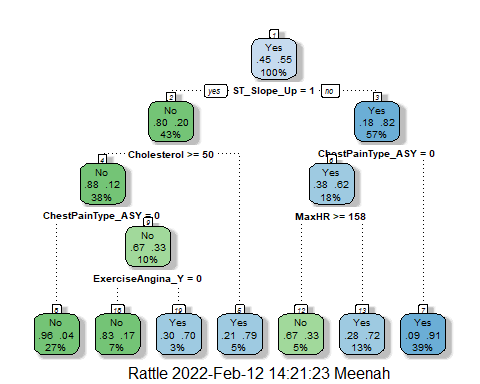 1
Yes
.45 .55
100%
yes ST_Slope_Up = 1 no
2
No
.80 .20
43%
3
Yes
.18 .82
57%
Cholesterol >= 50
ChestPainType_ASY = 0
4
No
.88 .12
38%
6
Yes
.38 .62
18%
ChestPainType_ASY = 0
MaxHR >= 158
9
No
.67 .33
10%
ExerciseAngina_Y = 0
8
No
.96 .04
27%
18
No
.83 .17
7%
19
Yes
.30 .70
3%
5
Yes
.21 .79
5%
12
No
.67 .33
5%
13
Yes
.28 .72
13%
7
Yes
.09 .91
39%
Rattle 2022-Feb-12 14:21:23 Meenah